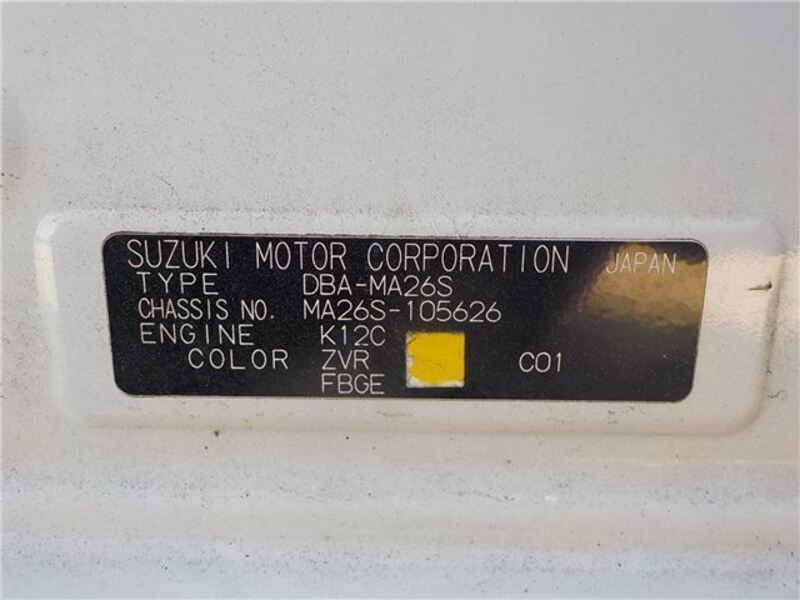 SUZUKI MOTOR CORPORATION JAPAN
TYPE DBA-MA26S
CHASSIS NO. MA26S-105626
ENGINE K12C
COLOR ZVR C01
FBGE